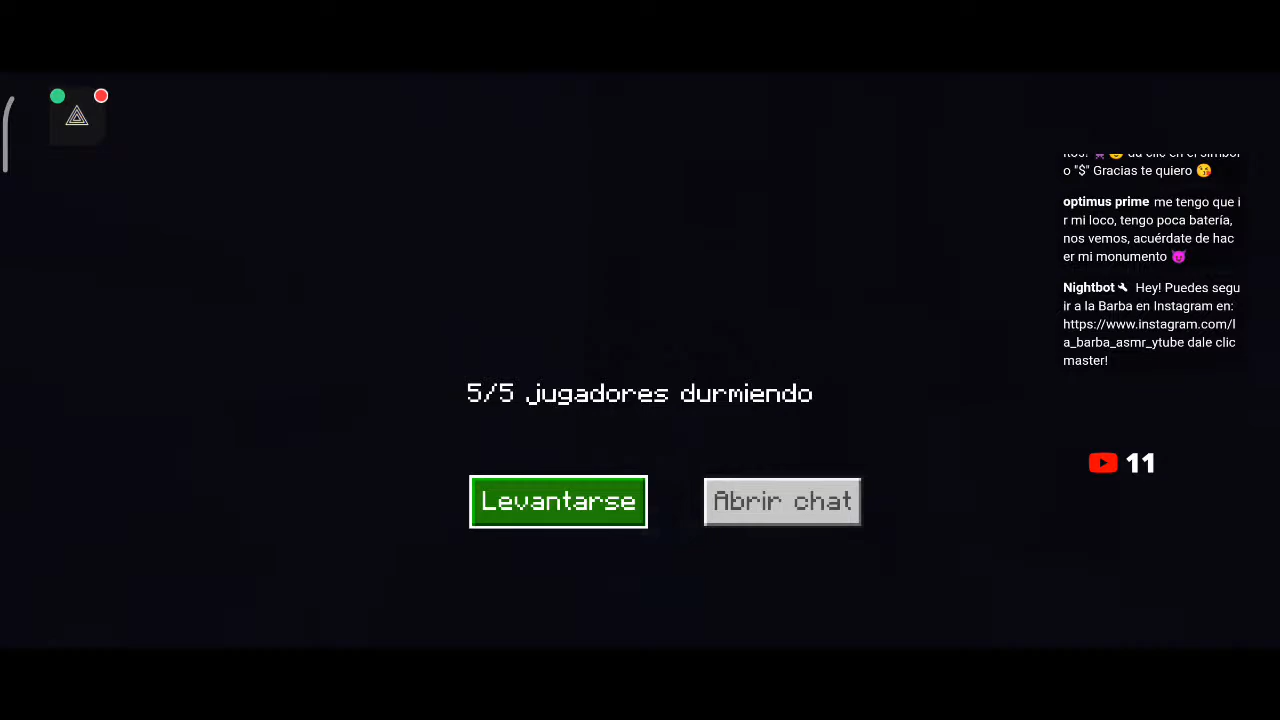 o "$" Gracias te quiero 😘
optimus prime me tengo que i
r mi loco, tengo poca batería,
nos vemos, acuérdate de hac
er mi monumento 😈
Nightbot🔧 Hey! Puedes segu
ir a la Barba en Instagram en:
https://www.instagram.com/l
a_barba_asmr_ytube dale clic
master!
5/5 jugadores durmiendo
11
Levantarse
Abrir chat